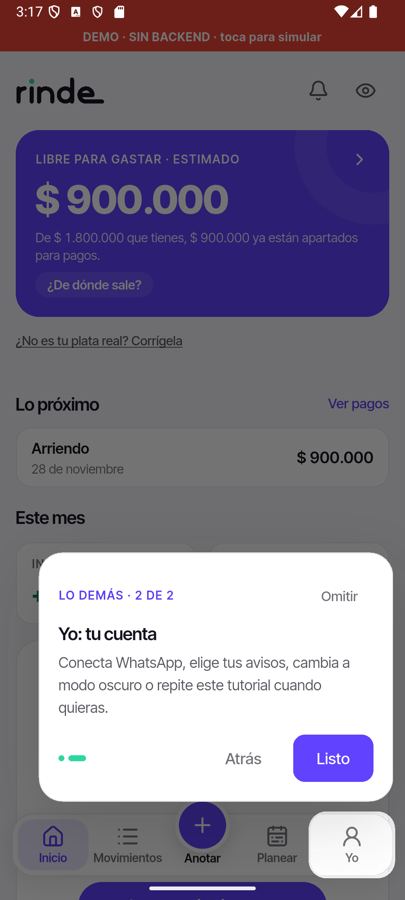 3:17
DEMO · SIN BACKEND · toca para simular
rinde
LIBRE PARA GASTAR · ESTIMADO
$ 900.000
De $ 1.800.000 que tienes, $ 900.000 ya están apartados
para pagos.
¿De dónde sale?
¿No es tu plata real? Corrígela
Lo próximo
Ver pagos
Arriendo
28 de noviembre
$ 900.000
Este mes
LO DEMÁS · 2 DE 2
Omitir
Yo: tu cuenta
Conecta WhatsApp, elige tus avisos, cambia a
modo oscuro o repite este tutorial cuando
quieras.
Atrás
Listo
Inicio
Movimientos
Anotar
Planear
Yo